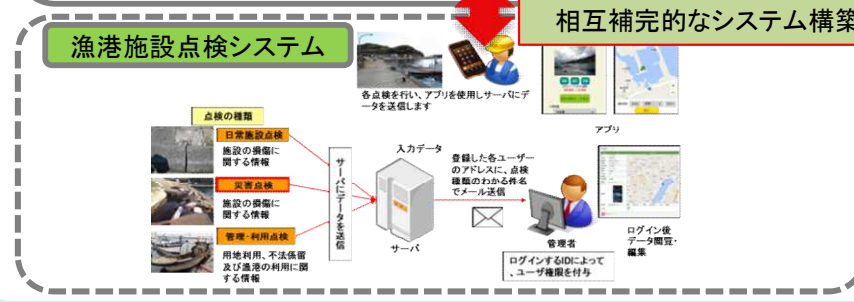 相互補完的なシステム構築
漁港施設点検システム
各点検を行い、アプリを使用しサーバにデ
ータを送信します
アプリ
点検の種類
日常施設点検
施設の損傷に
関する情報
災害点検
施設の損傷に
関する情報
管理・利用点検
用地利用、不法係留
及び漁港の利用に関
する情報
サーバにデータを送信
入力データ
サーバ
登録した各ユーザー
のアドレスに、点検
種類のわかる件名
でメール送信
管理者
ログインするIDによって
、ユーザ権限を付与
ログイン後
データ閲覧・
編集